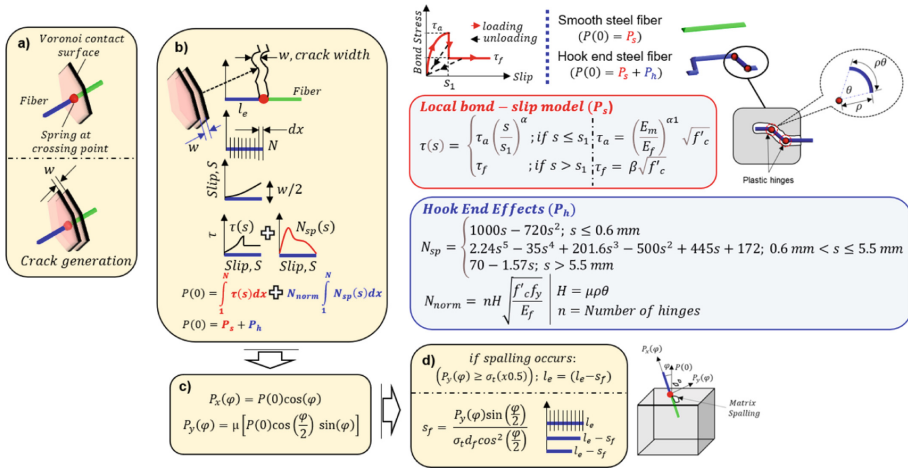 a)
Voronoi contact
surface
Fiber
Spring at
crossing point
w
Crack generation
b)
w, crack width
Fiber
l_e
w
dx
N
Slip, S
w/2
τ
τ(s)
N_sp(s)
Slip, S
Slip, S
P(0) = ∫_1^N τ(s)dx + N_norm ∫_1^N N_sp(s)dx
P(0) = P_s + P_h
c)
P_x(φ) = P(0)cos(φ)
P_y(φ) = μ[P(0)cos(φ/2) sin(φ)]
Bond Stress
τ_a
τ_f
s_1
Slip
loading
unloading
Smooth steel fiber
(P(0) = P_s)
Hook end steel fiber
(P(0) = P_s + P_h)
ρθ
θ
ρ
Plastic hinges
Local bond – slip model (P_s)
τ(s) = { τ_a (s/s_1)^α ; if s ≤ s_1
τ_f ; if s > s_1
τ_a = (E_m/E_f)^α1 √f'_c
τ_f = β√f'_c
Hook End Effects (P_h)
N_sp = { 1000s − 720s²; s ≤ 0.6 mm
2.24s⁵ − 35s⁴ + 201.6s³ − 500s² + 445s + 172; 0.6 mm < s ≤ 5.5 mm
70 − 1.57s; s > 5.5 mm
N_norm = nH √(f'_c f_y / E_f)
H = μρθ
n = Number of hinges
d)
if spalling occurs:
(P_y(φ) ≥ σ_t(x0.5)); l_e = (l_e − s_f)
s_f = P_y(φ)sin(φ/2) / σ_t d_f cos²(φ/2)
l_e
l_e − s_f
l_e − s_f
P_x(φ)
φ
P(0)
P_y(φ)
Matrix
Spalling